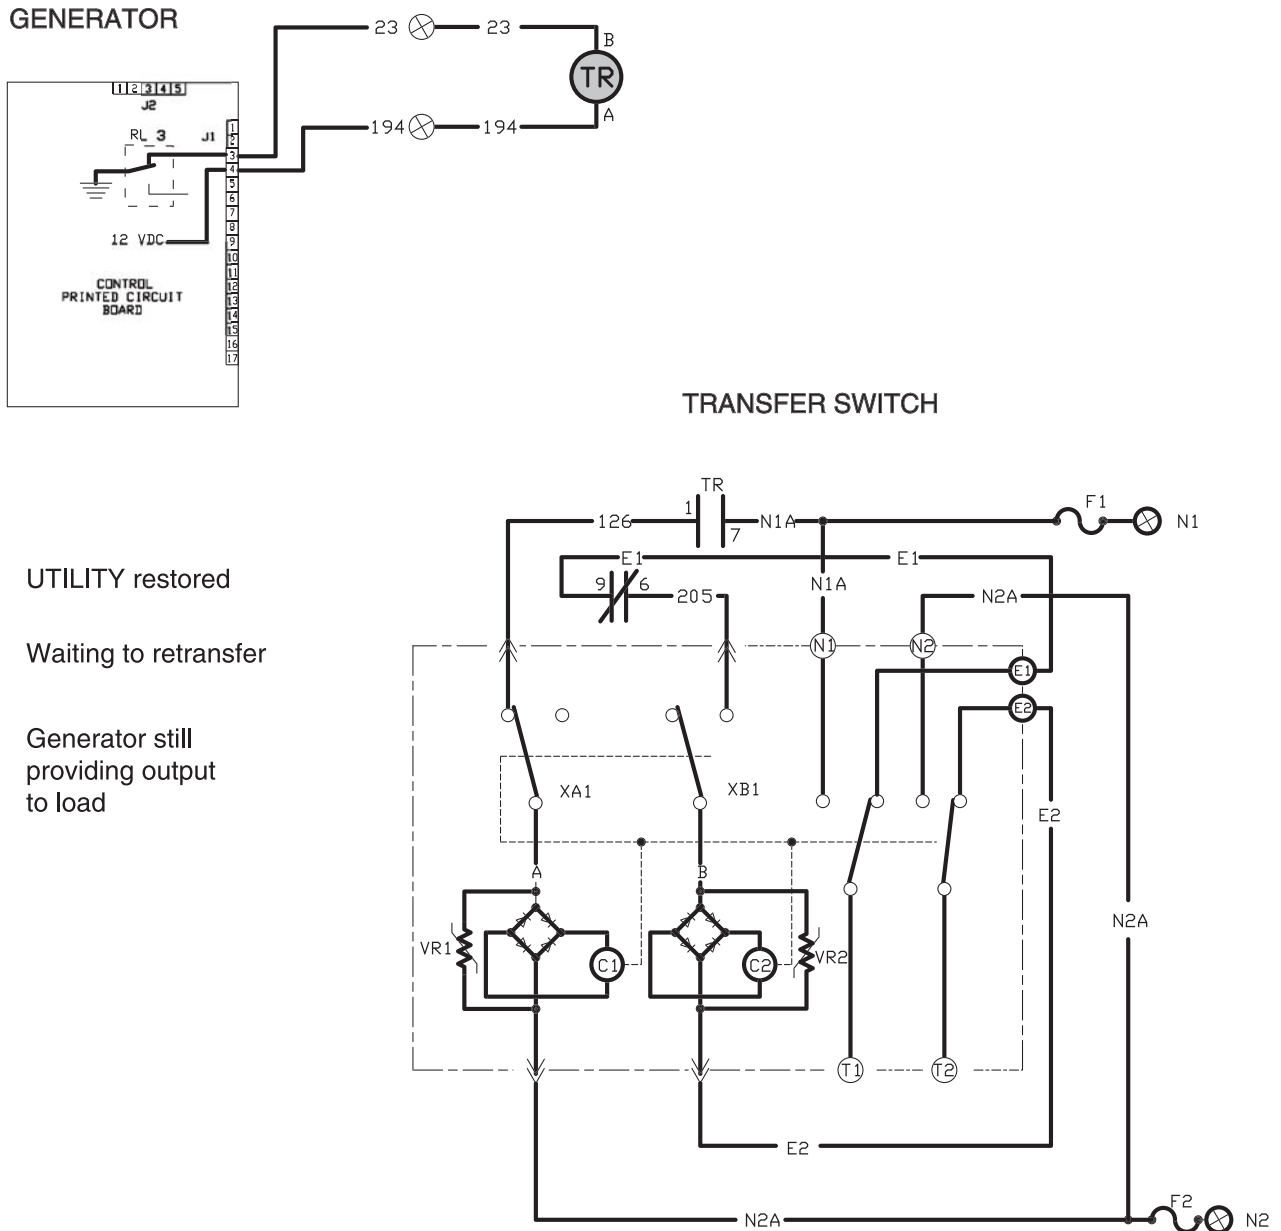 GENERATOR
23
23
B
TR
A
194
194
1 2 3 4 5
J2
RL 3
J1
1
2
3
4
5
6
7
8
9
10
11
12
13
14
15
16
17
12 VDC
CONTROL
PRINTED CIRCUIT
BOARD
TRANSFER SWITCH
TR
1
7
126
N1A
F1
N1
E1
E1
9
6
205
N1A
N2A
N1
N2
E1
E2
UTILITY restored
Waiting to retransfer
Generator still
providing output
to load
XA1
XB1
E2
A
B
N2A
VR1
C1
C2
VR2
T1
T2
E2
N2A
F2
N2